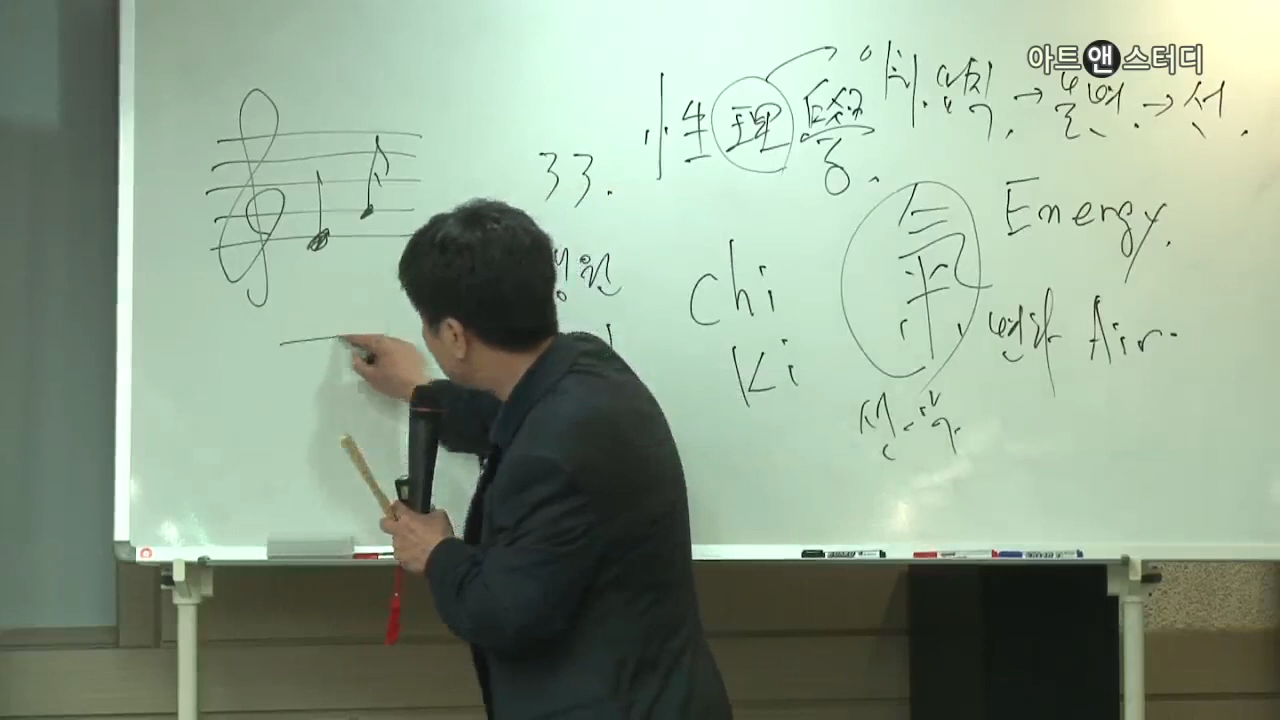 아트앤스터디
性理學 이치. 법칙. → 불변. → 선.
33.
氣 Energy.
Chi
Ki
변화 Air.
선.악.